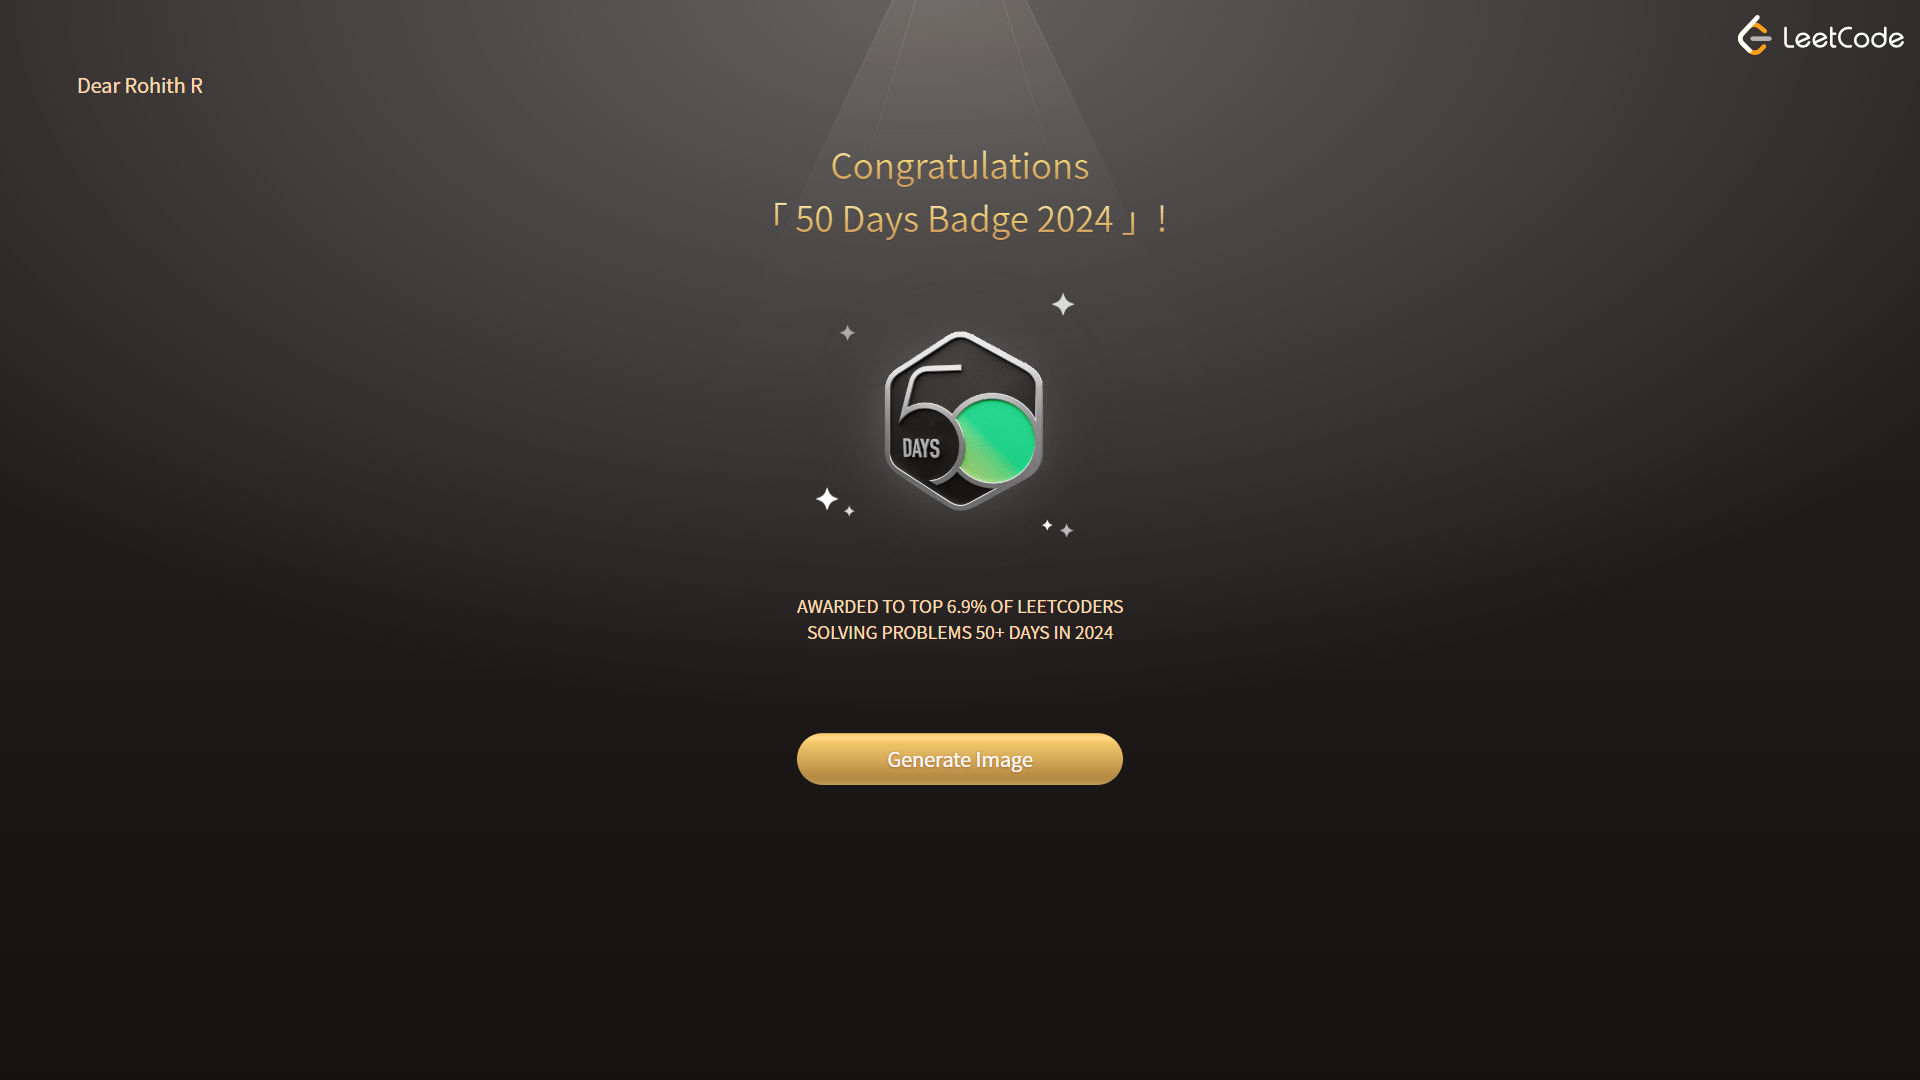 LeetCode
Dear Rohith R
Congratulations
「 50 Days Badge 2024 」!
50
DAYS
AWARDED TO TOP 6.9% OF LEETCODERS
SOLVING PROBLEMS 50+ DAYS IN 2024
Generate Image